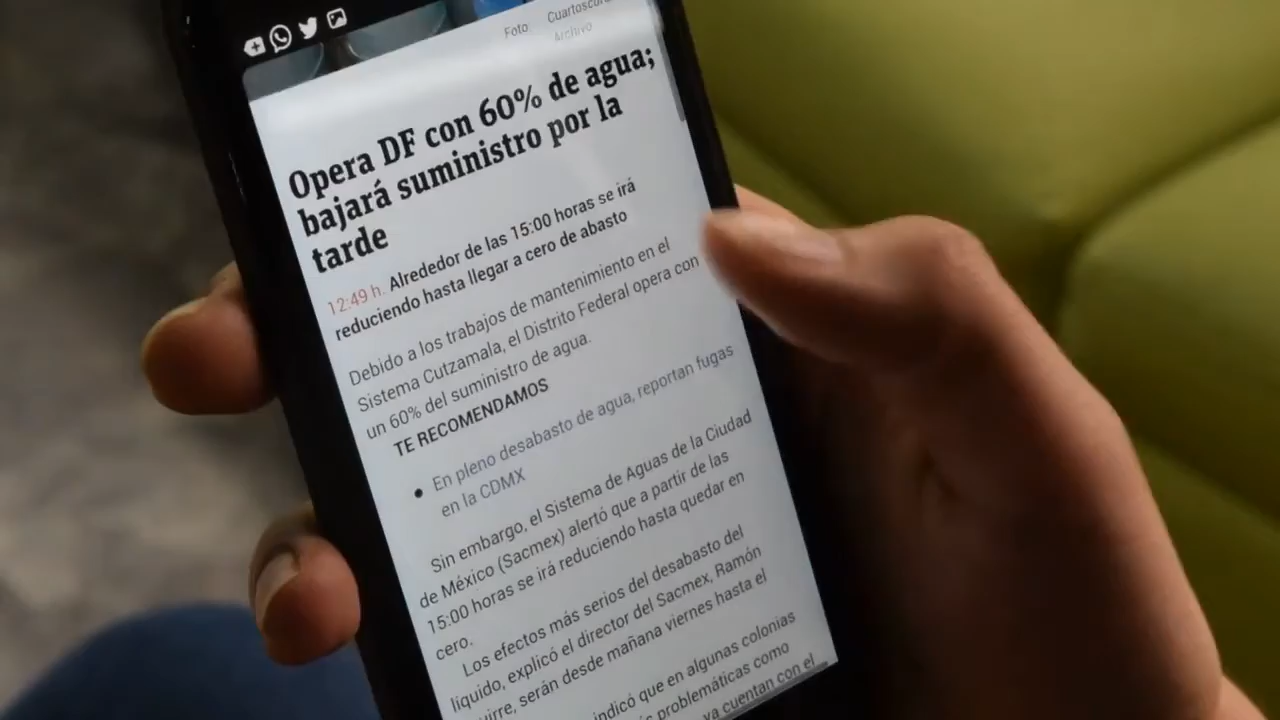 Foto Cuartoscuro
Archivo
Opera DF con 60% de agua;
bajará suministro por la
tarde
12:49 h. Alrededor de las 15:00 horas se irá
reduciendo hasta llegar a cero de abasto
Debido a los trabajos de mantenimiento en el
Sistema Cutzamala, el Distrito Federal opera con
un 60% del suministro de agua.
TE RECOMENDAMOS
• En pleno desabasto de agua, reportan fugas
en la CDMX
Sin embargo, el Sistema de Aguas de la Ciudad
de México (Sacmex) alertó que a partir de las
15:00 horas se irá reduciendo hasta quedar en
cero.
Los efectos más serios del desabasto del
líquido, explicó el director del Sacmex, Ramón
uirre, serán desde mañana viernes hasta el
indicó que en algunas colonias
problemáticas como
ya cuentan con el